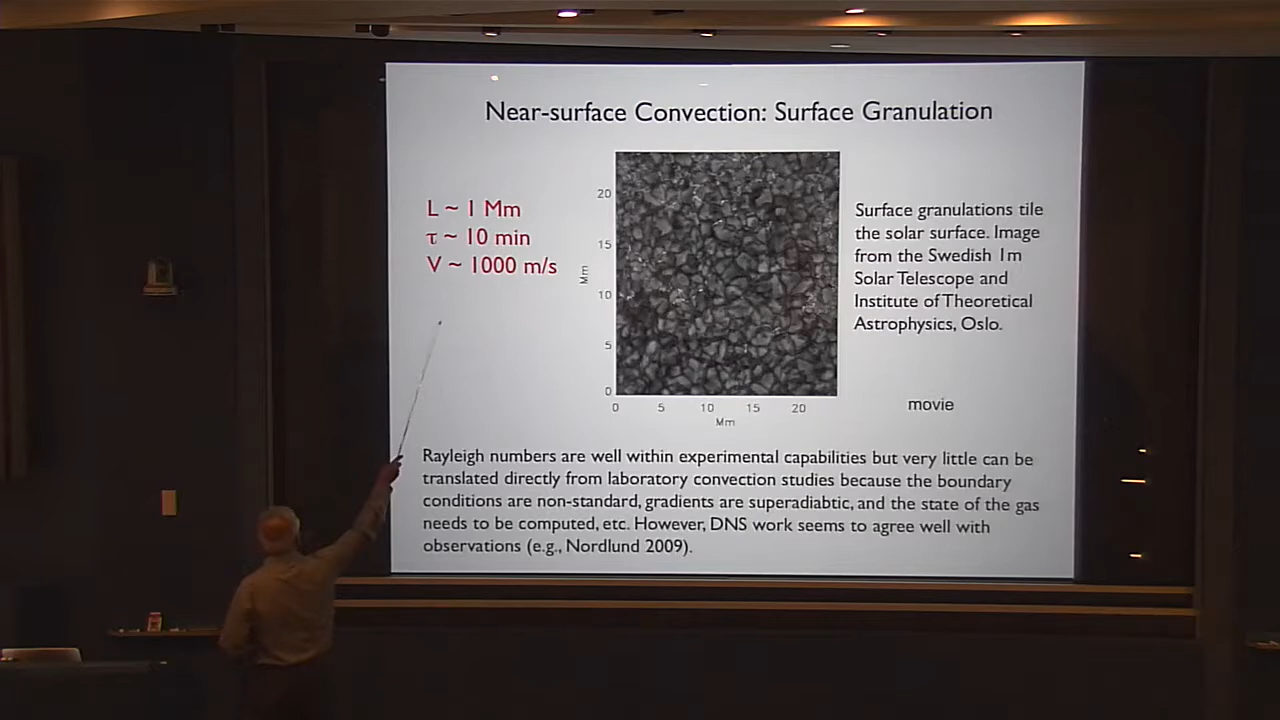 Near-surface Convection: Surface Granulation
L ~ 1 Mm
τ ~ 10 min
V ~ 1000 m/s
20
15
10
5
0
Mm
0 5 10 15 20
Mm
Surface granulations tile
the solar surface. Image
from the Swedish 1m
Solar Telescope and
Institute of Theoretical
Astrophysics, Oslo.
movie
Rayleigh numbers are well within experimental capabilities but very little can be
translated directly from laboratory convection studies because the boundary
conditions are non-standard, gradients are superadiabtic, and the state of the gas
needs to be computed, etc. However, DNS work seems to agree well with
observations (e.g., Nordlund 2009).